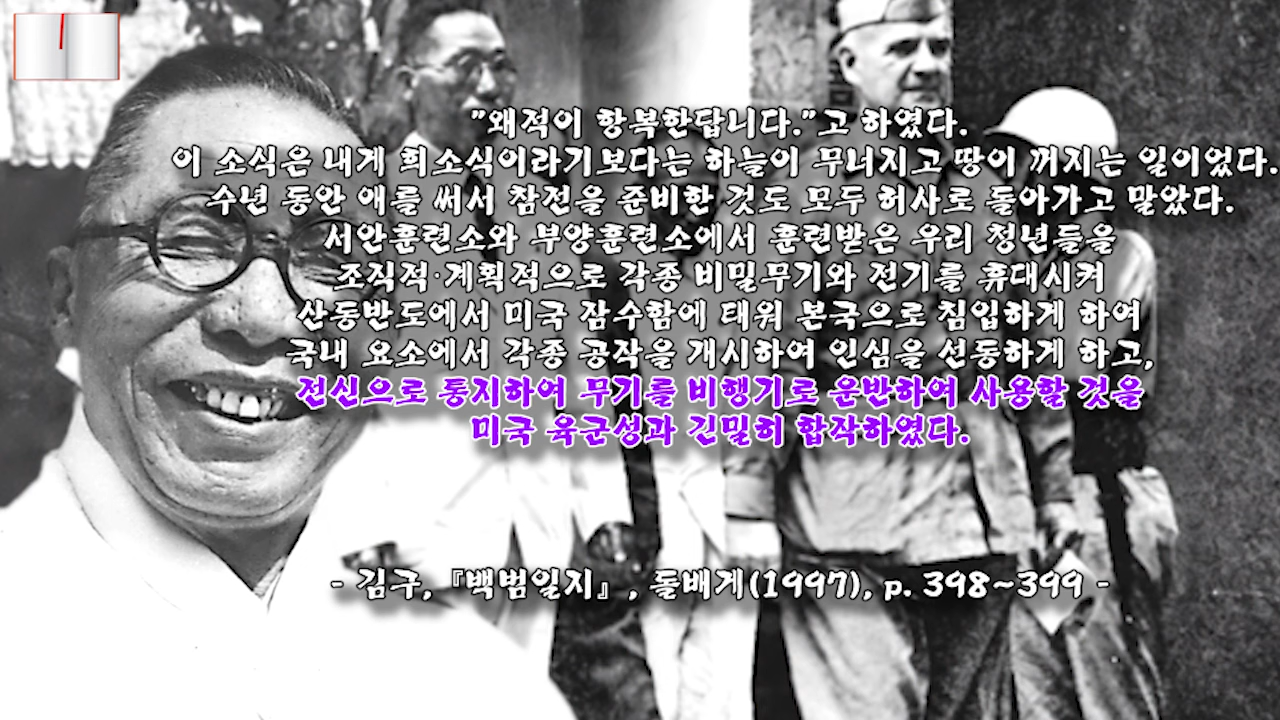 "왜적이 항복한답니다."고 하였다.
이 소식은 내게 희소식이라기보다는 하늘이 무너지고 땅이 꺼지는 일이었다.
수년 동안 애를 써서 참전을 준비한 것도 모두 허사로 돌아가고 말았다.
서안훈련소와 부양훈련소에서 훈련받은 우리 청년들을
조직적·계획적으로 각종 비밀무기와 전기를 휴대시켜
산동반도에서 미국 잠수함에 태워 본국으로 침입하게 하여
국내 요소에서 각종 공작을 개시하여 인심을 선동하게 하고,
전신으로 통지하여 무기를 비행기로 운반하여 사용할 것을
미국 육군성과 긴밀히 합작하였다.
- 김구,『백범일지』, 돌베게(1997), p. 398~399 -